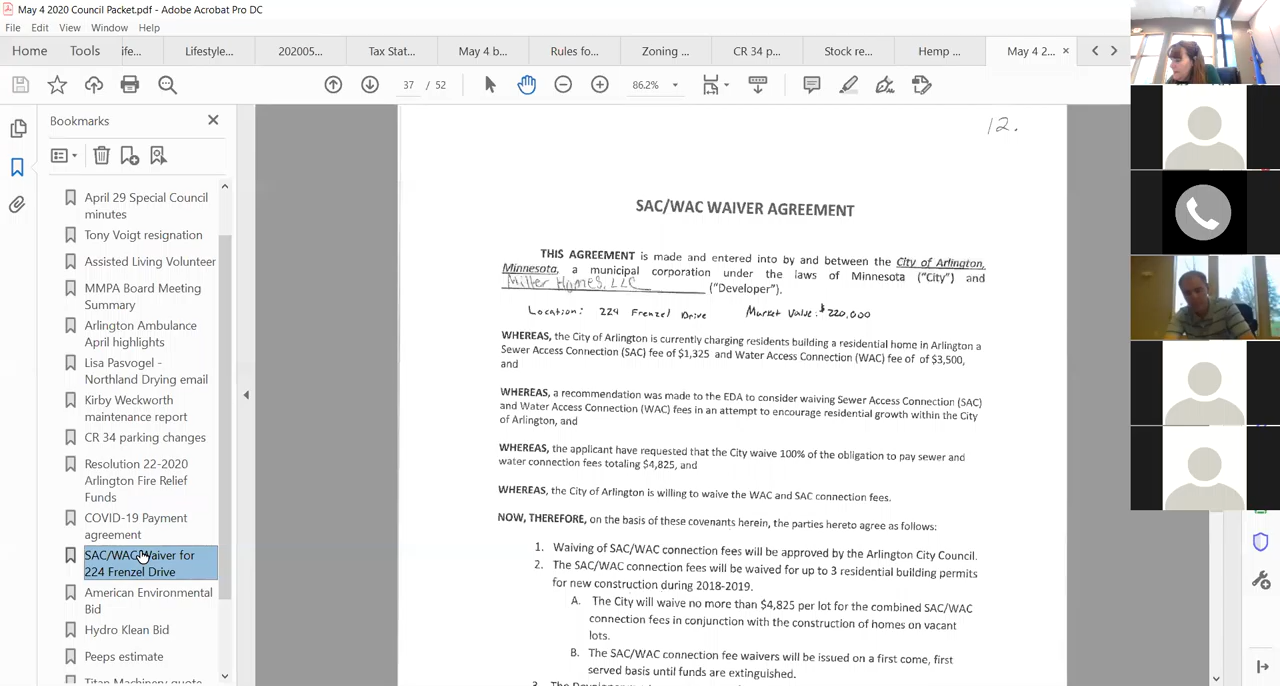 May 4 2020 Council Packet.pdf - Adobe Acrobat Pro DC
File Edit View Window Help
Home Tools ife... Lifestyle... 202005... Tax Stat... May 4 b... Rules fo... Zoning ... CR 34 p... Stock re... Hemp ... May 4 2... ×
37 / 52 86.2%
Bookmarks
April 29 Special Council
minutes
Tony Voigt resignation
Assisted Living Volunteer
MMPA Board Meeting
Summary
Arlington Ambulance
April highlights
Lisa Pasvogel -
Northland Drying email
Kirby Weckworth
maintenance report
CR 34 parking changes
Resolution 22-2020
Arlington Fire Relief
Funds
COVID-19 Payment
agreement
SAC/WAC Waiver for
224 Frenzel Drive
American Environmental
Bid
Hydro Klean Bid
Peeps estimate
Titan Machinery quote
12.
SAC/WAC WAIVER AGREEMENT
THIS AGREEMENT is made and entered into by and between the City of Arlington,
Minnesota, a municipal corporation under the laws of Minnesota ("City") and
Miller Homes, LLC ("Developer").
Location: 224 Frenzel Drive Market Value: $220,000
WHEREAS, the City of Arlington is currently charging residents building a residential home in Arlington a
Sewer Access Connection (SAC) fee of $1,325 and Water Access Connection (WAC) fee of of $3,500,
and
WHEREAS, a recommendation was made to the EDA to consider waiving Sewer Access Connection (SAC)
and Water Access Connection (WAC) fees in an attempt to encourage residential growth within the City
of Arlington, and
WHEREAS, the applicant have requested that the City waive 100% of the obligation to pay sewer and
water connection fees totaling $4,825, and
WHEREAS, the City of Arlington is willing to waive the WAC and SAC connection fees.
NOW, THEREFORE, on the basis of these covenants herein, the parties hereto agree as follows:
1. Waiving of SAC/WAC connection fees will be approved by the Arlington City Council.
2. The SAC/WAC connection fees will be waived for up to 3 residential building permits
for new construction during 2018-2019.
A. The City will waive no more than $4,825 per lot for the combined SAC/WAC
connection fees in conjunction with the construction of homes on vacant
lots.
B. The SAC/WAC connection fee waivers will be issued on a first come, first
served basis until funds are extinguished.